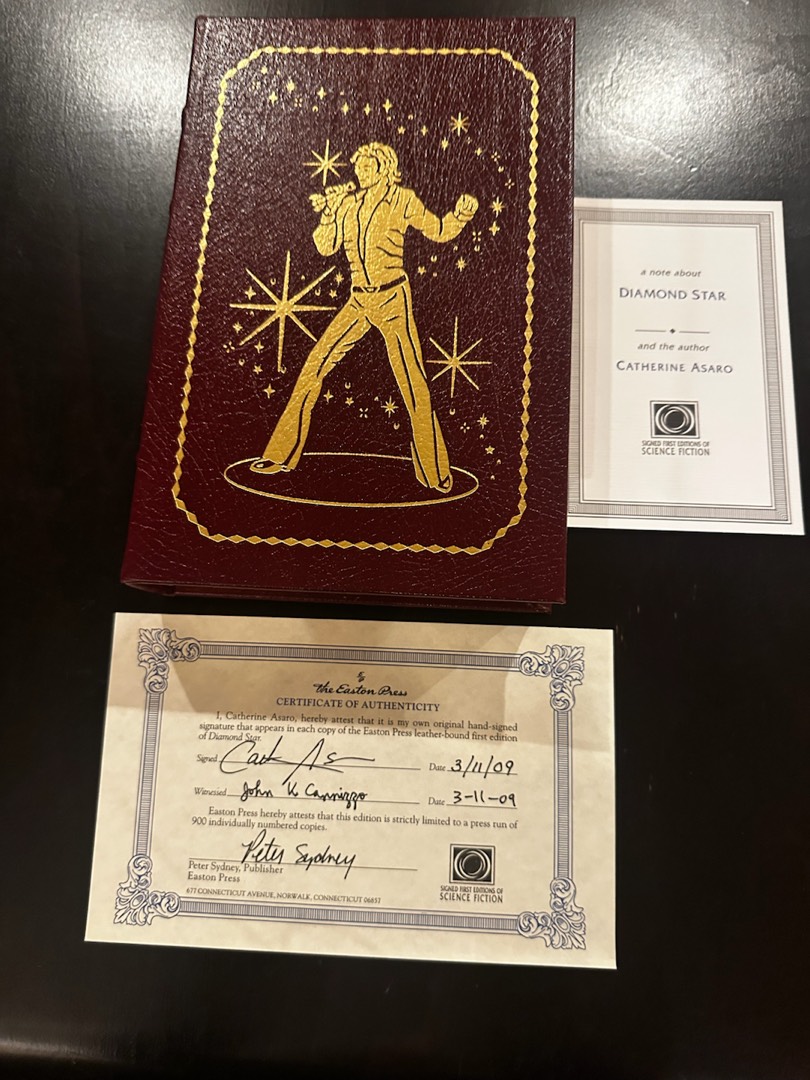 a note about
DIAMOND STAR
and the author
CATHERINE ASARO
SIGNED FIRST EDITIONS OF
SCIENCE FICTION
The Easton Press
CERTIFICATE OF AUTHENTICITY
I, Catherine Asaro, hereby attest that it is my own original hand-signed
signature that appears in each copy of the Easton Press leather-bound first edition
of Diamond Star.
Signed Date 3/11/09
Witnessed John K Cannizzo Date 3-11-09
Easton Press hereby attests that this edition is strictly limited to a press run of
900 individually numbered copies.
Peter Sydney
Peter Sydney, Publisher
Easton Press
677 CONNECTICUT AVENUE, NORWALK, CONNECTICUT 06857
SIGNED FIRST EDITIONS OF
SCIENCE FICTION